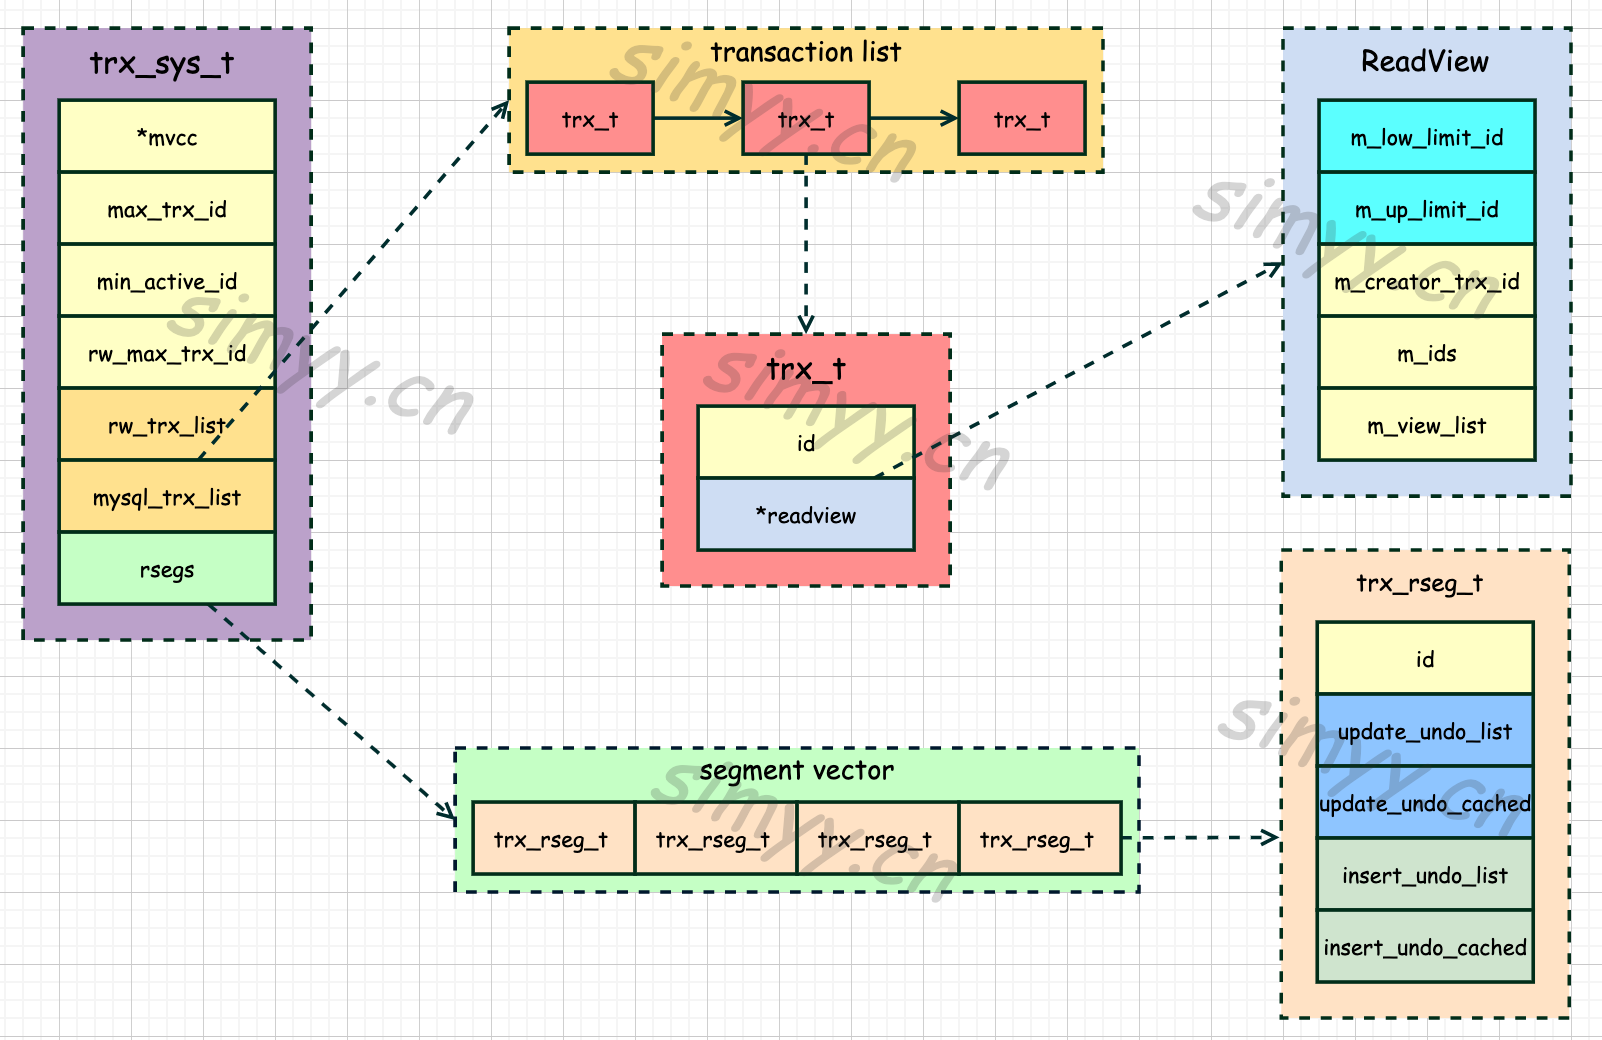 trx_sys_t
*mvcc
max_trx_id
min_active_id
rw_max_trx_id
rw_trx_list
mysql_trx_list
rsegs
transaction list
trx_t
trx_t
trx_t
trx_t
id
*readview
ReadView
m_low_limit_id
m_up_limit_id
m_creator_trx_id
m_ids
m_view_list
segment vector
trx_rseg_t
trx_rseg_t
trx_rseg_t
trx_rseg_t
trx_rseg_t
id
update_undo_list
update_undo_cached
insert_undo_list
insert_undo_cached
simyy.cn
simyy.cn
simyy.cn
simyy.cn
simyy.cn
simyy.cn